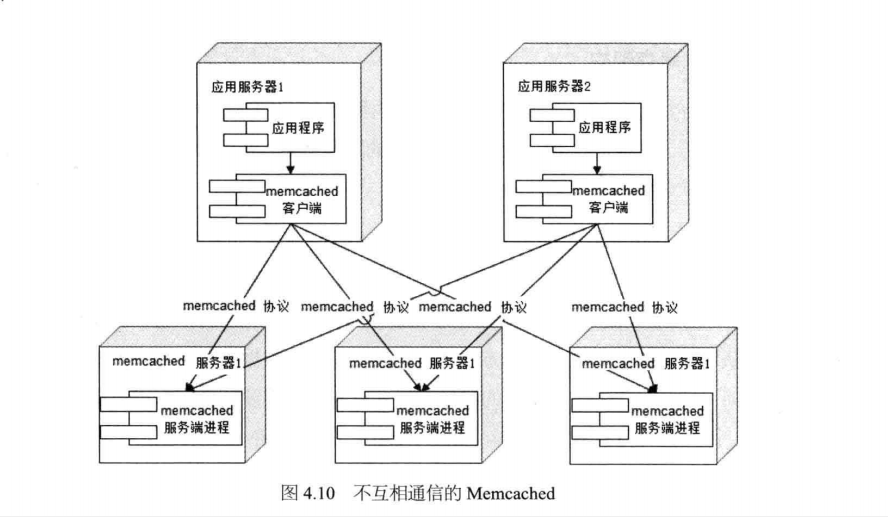 应用服务器1
应用程序
memcached
客户端
应用服务器2
应用程序
memcached
客户端
memcached 协议 memcached 协议 memcached 协议 memcached 协议
memcached 服务器1
memcached
服务端进程
memcached 服务器1
memcached
服务端进程
memcached 服务器1
memcached
服务端进程
图 4.10 不互相通信的 Memcached